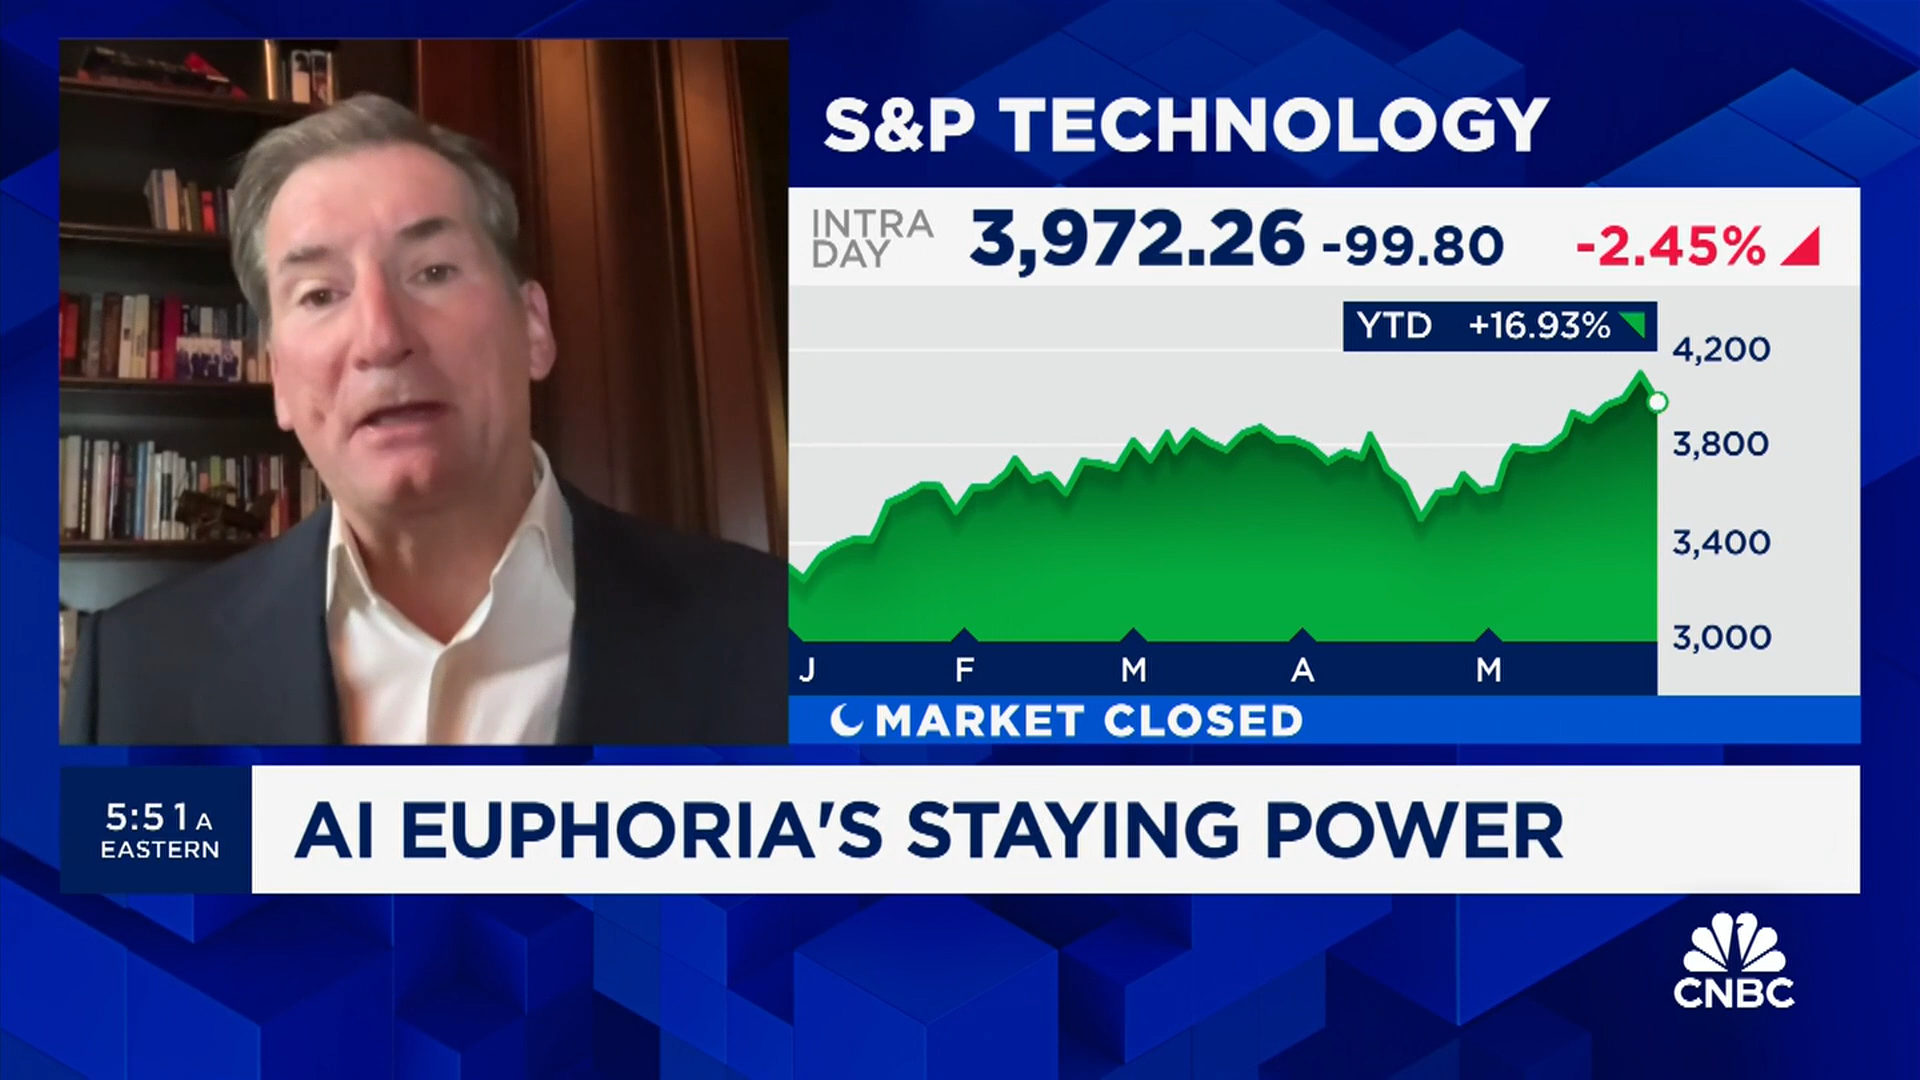 S&P TECHNOLOGY
INTRA DAY 3,972.26 -99.80 -2.45%
YTD +16.93%
4,200
3,800
3,400
3,000
J F M A M
MARKET CLOSED
5:51A EASTERN
AI EUPHORIA'S STAYING POWER
CNBC